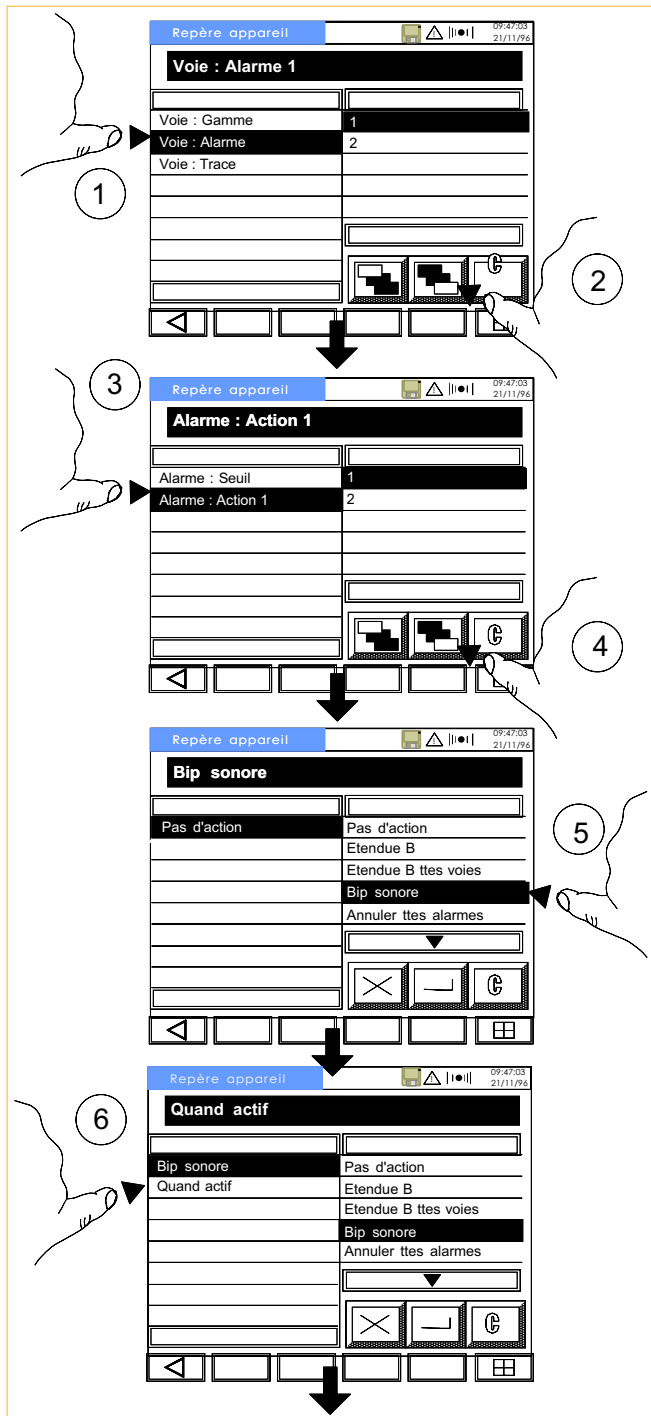 Repère appareil
09:47:03
21/11/96
Voie : Alarme 1
Voie : Gamme
1
Voie : Alarme
2
Voie : Trace
C
1
2
3
Repère appareil
09:47:03
21/11/96
Alarme : Action 1
Alarme : Seuil
1
Alarme : Action 1
2
C
4
Repère appareil
09:47:03
21/11/96
Bip sonore
Pas d'action
Pas d'action
Etendue B
Etendue B ttes voies
Bip sonore
Annuler ttes alarmes
C
5
Repère appareil
09:47:03
21/11/96
6
Quand actif
Bip sonore
Pas d'action
Quand actif
Etendue B
Etendue B ttes voies
Bip sonore
Annuler ttes alarmes
C